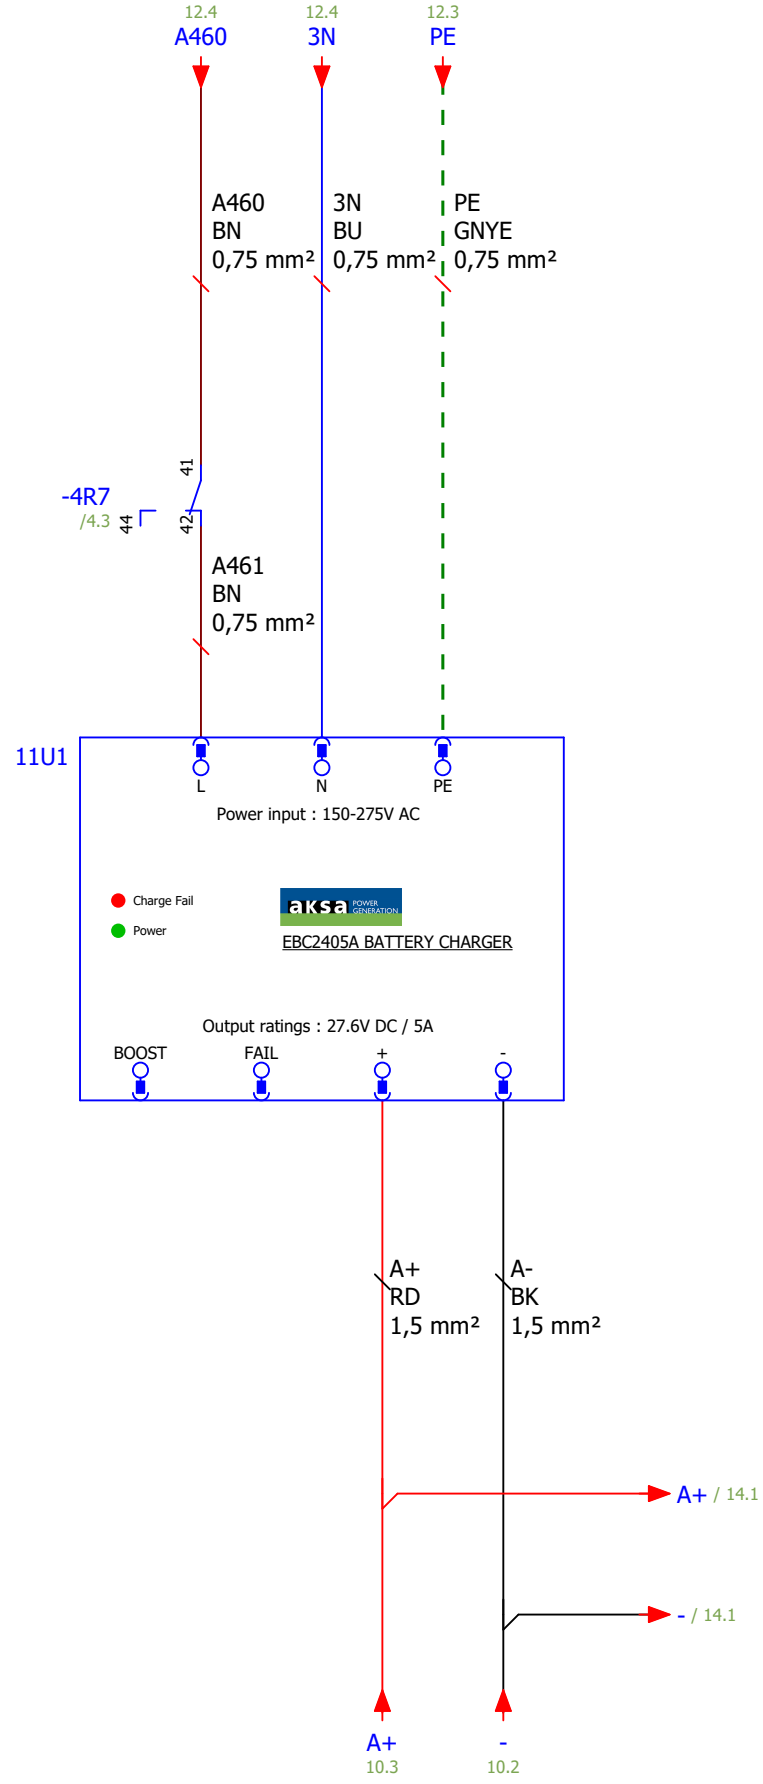 12.4 12.4 12.3
A460 3N PE
A460 3N PE
BN BU GNYE
0,75 mm² 0,75 mm² 0,75 mm²
41
-4R7
/4.3 44 42
A461
BN
0,75 mm²
11U1
L N PE
Power input : 150-275V AC
Charge Fail
aksa POWER GENERATION
Power
EBC2405A BATTERY CHARGER
Output ratings : 27.6V DC / 5A
BOOST FAIL + -
A+ A-
RD BK
1,5 mm² 1,5 mm²
A+ / 14.1
- / 14.1
A+ -
10.3 10.2